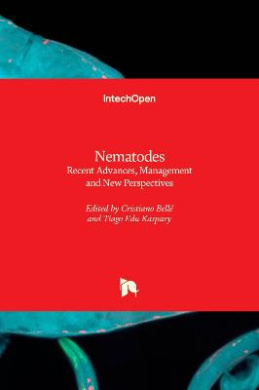 IntechOpen
Nematodes
Recent Advances, Management
and New Perspectives
Edited by Cristiano Bellé
and Tiago Edu Kaspary